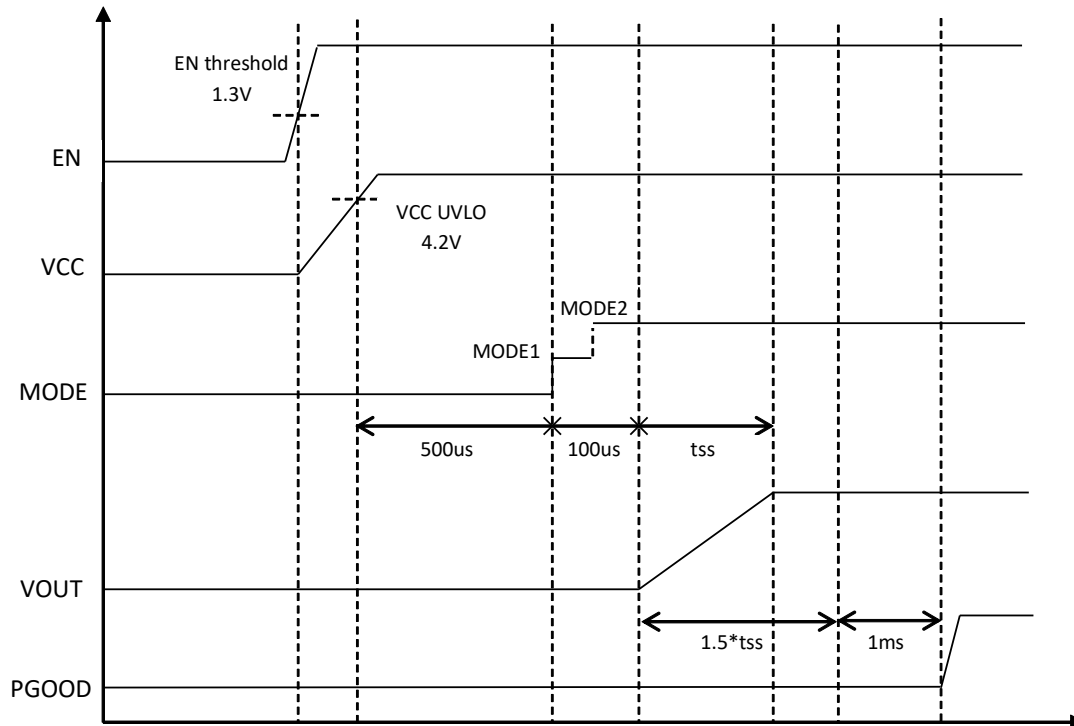 EN threshold
1.3V
EN
VCC UVLO
4.2V
VCC
MODE2
MODE1
MODE
500us
100us
tss
VOUT
1.5*tss
1ms
PGOOD